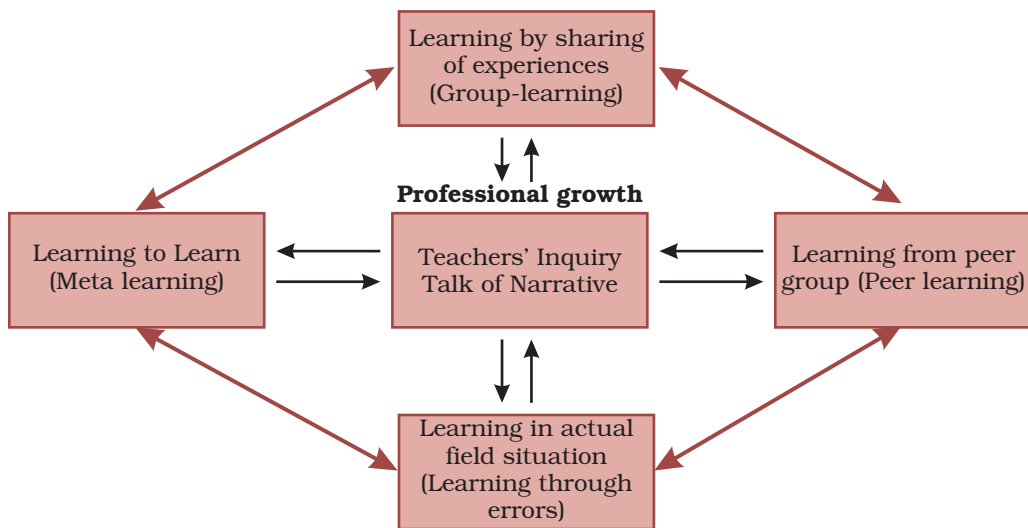 Learning by sharing
of experiences
(Group-learning)
Professional growth
Learning to Learn
(Meta learning)
Teachers’ Inquiry
Talk of Narrative
Learning from peer
group (Peer learning)
Learning in actual
field situation
(Learning through
errors)